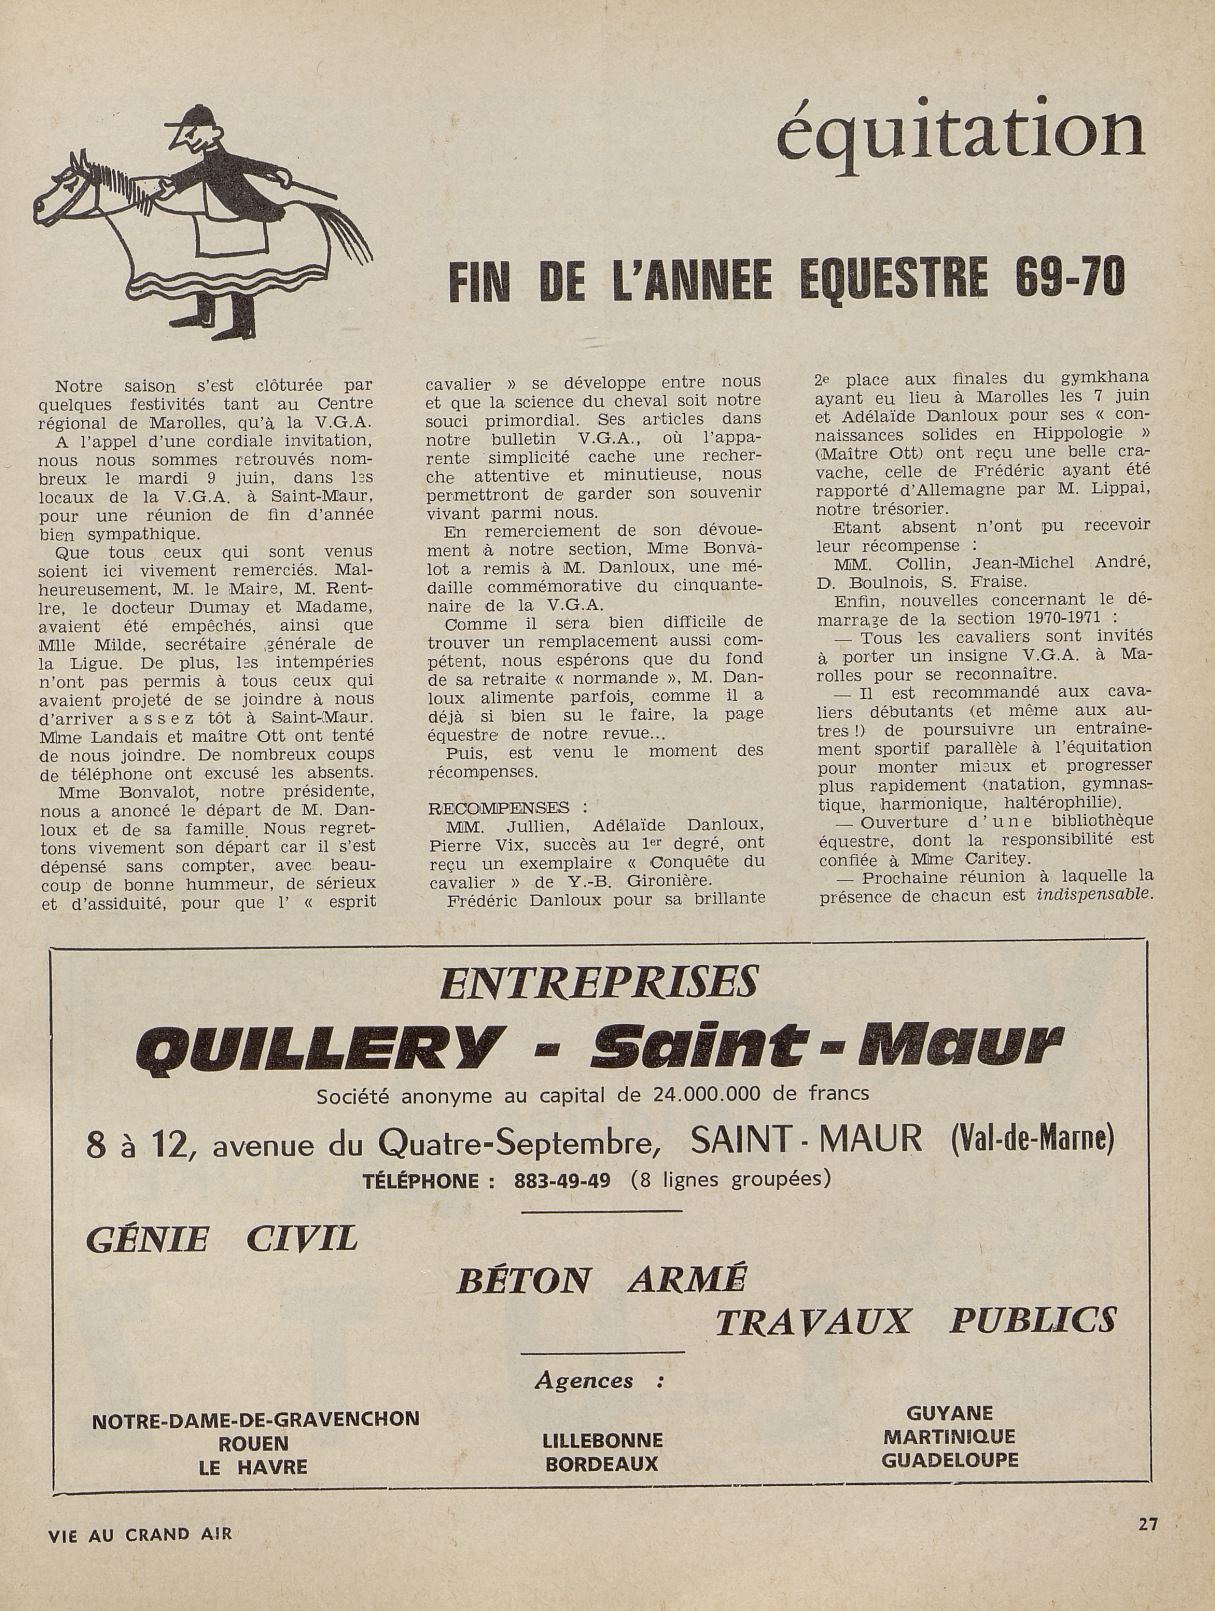 équitation
FIN DE L'ANNEE EQUESTRE 69-70
Notre saison s'est clôturée par
quelques festivités tant au Centre
régional de Marolles, qu'à la V.G.A.
A l'appel d'une cordiale invitation,
nous nous sommes retrouvés nom-
breux le mardi 9 juin, dans les
locaux de la V.G.A. à Saint-Maur,
pour une réunion de fin d'année
bien sympathique.
Que tous ceux qui sont venus
soient ici vivement remerciés. Mal-
heureusement, M. le Maire, M. Rent-
lre, le docteur Dumay et Madame,
avaient été empêchés, ainsi que
Mlle Milde, secrétaire générale de
la Ligue. De plus, les intempéries
n'ont pas permis à tous ceux qui
avaient projeté de se joindre à nous
d'arriver assez tôt à Saint-Maur.
Mme Landais et maître Ott ont tenté
de nous joindre. De nombreux coups
de téléphone ont excusé les absents.
Mme Bonvalot, notre présidente,
nous a anoncé le départ de M. Dan-
loux et de sa famille. Nous regret-
tons vivement son départ car il s'est
dépensé sans compter, avec beau-
coup de bonne hummeur, de sérieux
et d'assiduité, pour que l' « esprit
cavalier » se développe entre nous
et que la science du cheval soit notre
souci primordial. Ses articles dans
notre bulletin V.G.A., où l'appa-
rente simplicité cache une recher-
che attentive et minutieuse, nous
permettront de garder son souvenir
vivant parmi nous.
En remerciement de son dévoue-
ment à notre section, Mme Bonva-
lot a remis à M. Danloux, une mé-
daille commémorative du cinquante-
naire de la V.G.A.
Comme il sera bien difficile de
trouver un remplacement aussi com-
pétent, nous espérons que du fond
de sa retraite « normande », M. Dan-
loux alimente parfois, comme il a
déjà si bien su le faire, la page
équestre de notre revue...
Puis, est venu le moment des
récompenses.
RECOMPENSES :
MM. Jullien, Adélaïde Danloux,
Pierre Vix, succès au 1er degré, ont
reçu un exemplaire « Conquête du
cavalier » de Y.-B. Gironière.
Frédéric Danloux pour sa brillante
2e place aux finales du gymkhana
ayant eu lieu à Marolles les 7 juin
et Adélaïde Danloux pour ses « con-
naissances solides en Hippologie »
(Maître Ott) ont reçu une belle cra-
vache, celle de Frédéric ayant été
rapporté d'Allemagne par M. Lippai,
notre trésorier.
Etant absent n'ont pu recevoir
leur récompense :
MM. Collin, Jean-Michel André,
D. Boulnois, S. Fraise.
Enfin, nouvelles concernant le dé-
marrage de la section 1970-1971 :
— Tous les cavaliers sont invités
à porter un insigne V.G.A. à Ma-
rolles pour se reconnaître.
— Il est recommandé aux cava-
liers débutants (et même aux au-
tres !) de poursuivre un entraîne-
ment sportif parallèle à l'équitation
pour monter mieux et progresser
plus rapidement (natation, gymnas-
tique, harmonique, haltérophilie).
— Ouverture d'une bibliothèque
équestre, dont la responsibilité est
confiée à Mme Caritey.
— Prochaine réunion à laquelle la
présence de chacun est indispensable.
ENTREPRISES
QUILLERY - Saint-Maur
Société anonyme au capital de 24.000.000 de francs
8 à 12, avenue du Quatre-Septembre, SAINT-MAUR (Val-de-Marne)
TÉLÉPHONE : 883-49-49 (8 lignes groupées)
GÉNIE CIVIL
BÉTON ARMÉ
TRAVAUX PUBLICS
Agences :
NOTRE-DAME-DE-GRAVENCHON
ROUEN
LE HAVRE
LILLEBONNE
BORDEAUX
GUYANE
MARTINIQUE
GUADELOUPE
VIE AU GRAND AIR
27